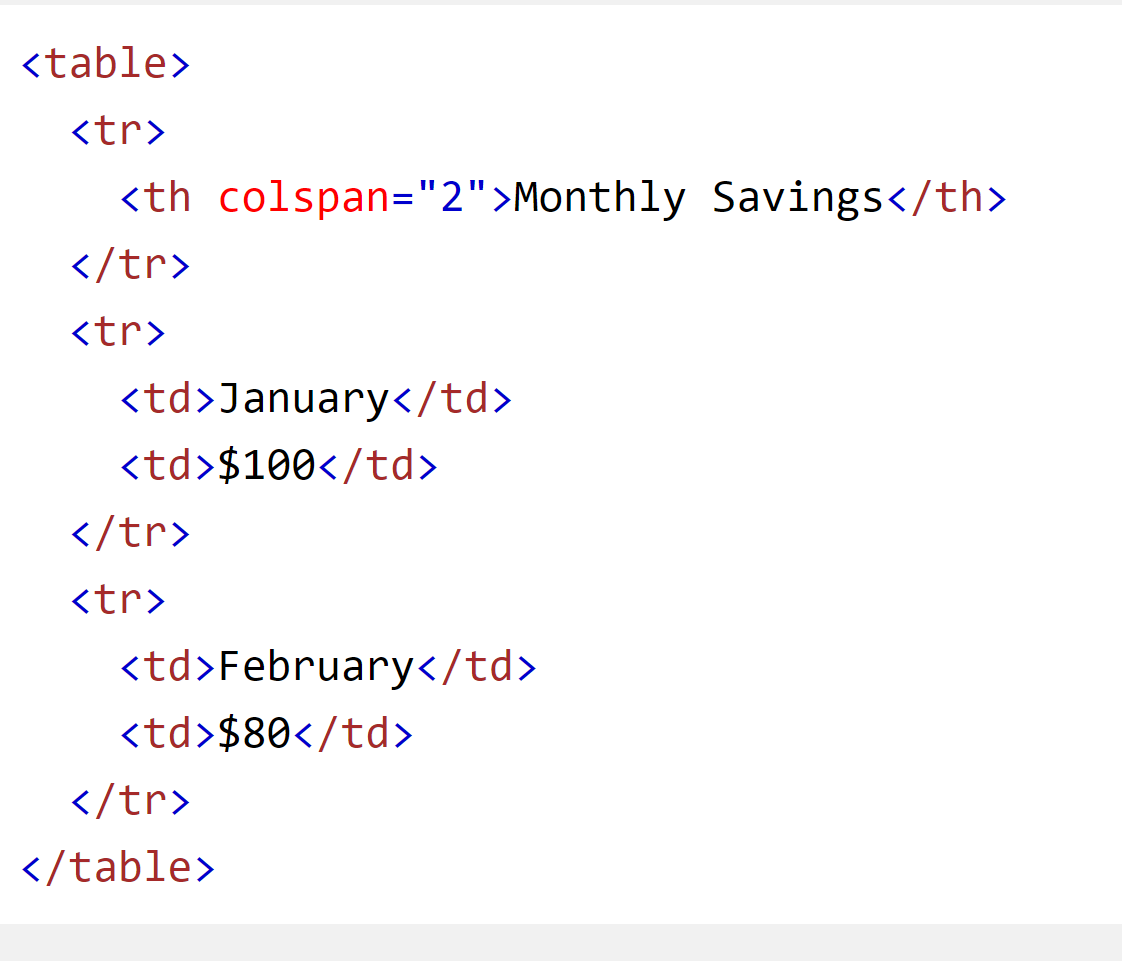 <table>
  <tr>
    <th colspan="2">Monthly Savings</th>
  </tr>
  <tr>
    <td>January</td>
    <td>$100</td>
  </tr>
  <tr>
    <td>February</td>
    <td>$80</td>
  </tr>
</table>